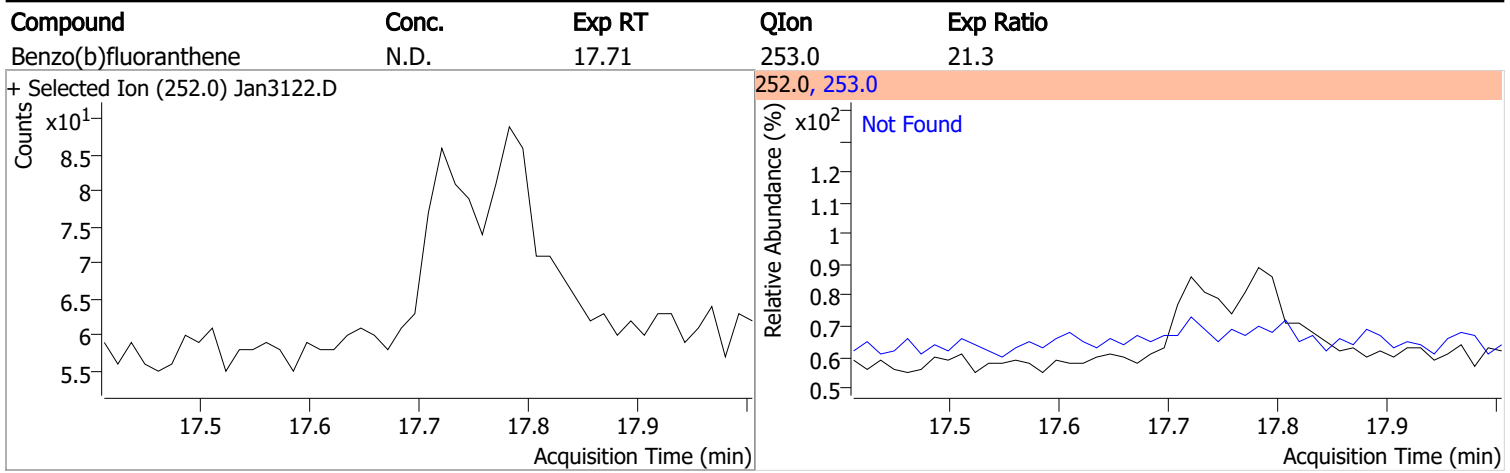 Compound Conc. Exp RT QIon Exp Ratio
Benzo(b)fluoranthene N.D. 17.71 253.0 21.3
+ Selected Ion (252.0) Jan3122.D
Counts
x10¹
8.5
8
7.5
7
6.5
6
5.5
17.5 17.6 17.7 17.8 17.9
Acquisition Time (min)
252.0, 253.0
Relative Abundance (%)
x10²
Not Found
1.2
1.1
1
0.9
0.8
0.7
0.6
0.5
17.5 17.6 17.7 17.8 17.9
Acquisition Time (min)